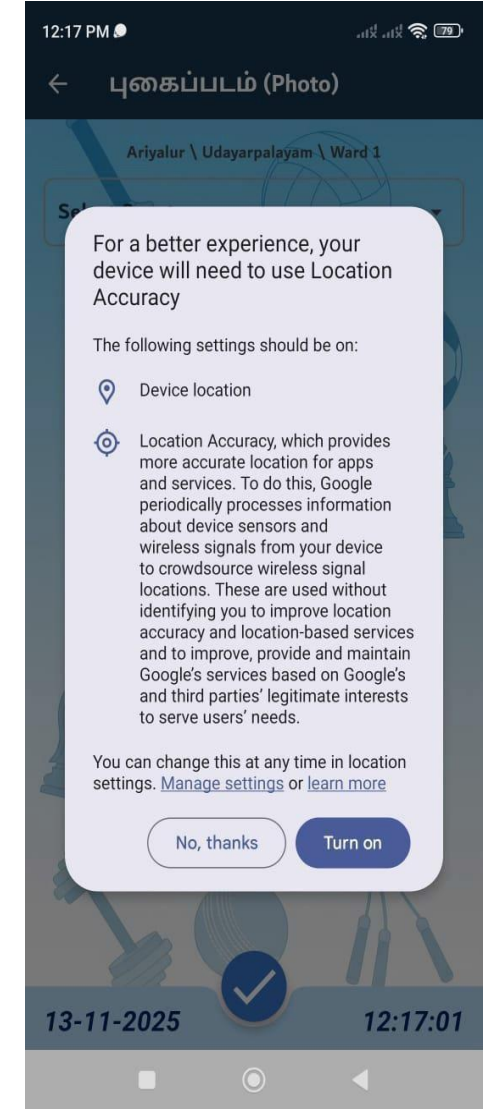 12:17 PM
79
புகைப்படம் (Photo)
Ariyalur \ Udayarpalayam \ Ward 1
For a better experience, your
device will need to use Location
Accuracy
The following settings should be on:
Device location
Location Accuracy, which provides
more accurate location for apps
and services. To do this, Google
periodically processes information
about device sensors and
wireless signals from your device
to crowdsource wireless signal
locations. These are used without
identifying you to improve location
accuracy and location-based services
and to improve, provide and maintain
Google's services based on Google's
and third parties' legitimate interests
to serve users' needs.
You can change this at any time in location
settings. Manage settings or learn more
No, thanks
Turn on
13-11-2025
12:17:01